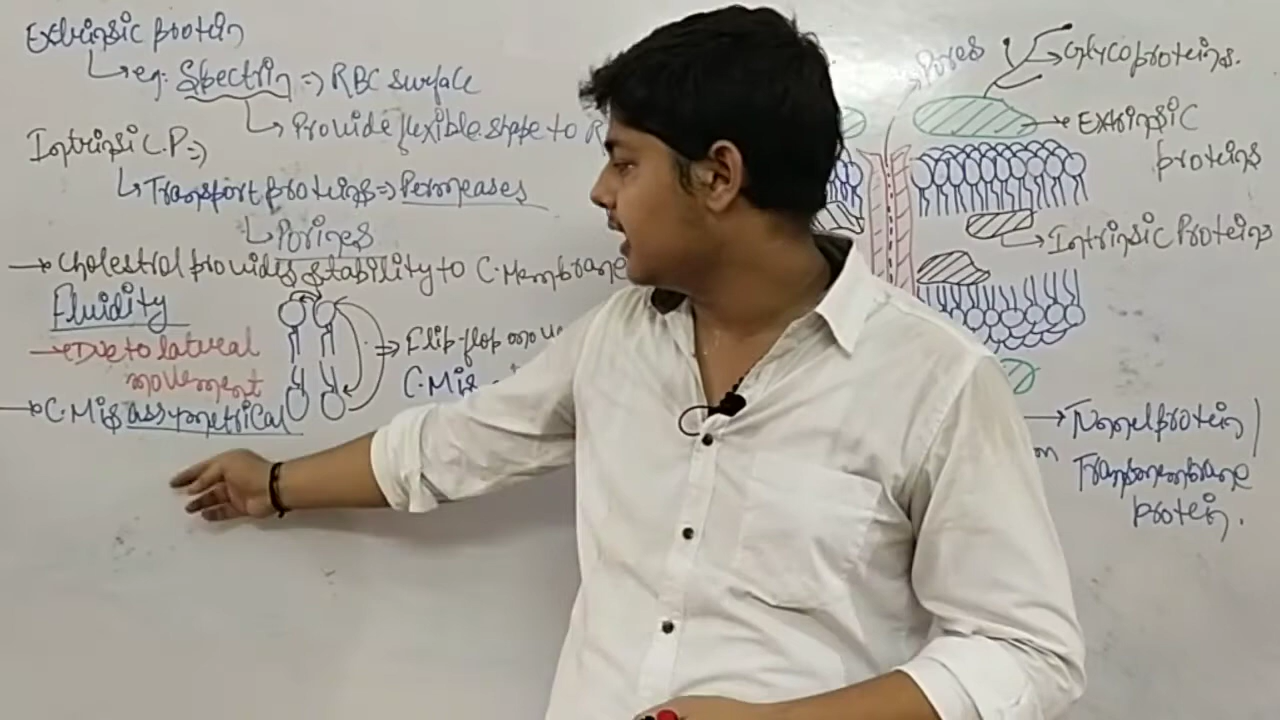 Extrinsic protein
eg: Spectrin => RBC surface
Provide flexible shape to R
Intrinsic P. =>
Transport proteins => Permeases
Porines
Cholestral provides stability to C. Membrane
Fluidity
Due to lateral
movement
C.M is assymetrical
Flip-flop mov
C.M is
Pores
Glycoproteins.
Extrinsic
proteins
Intrinsic Proteins
Tunnel protein /
Transmembrane
protein.